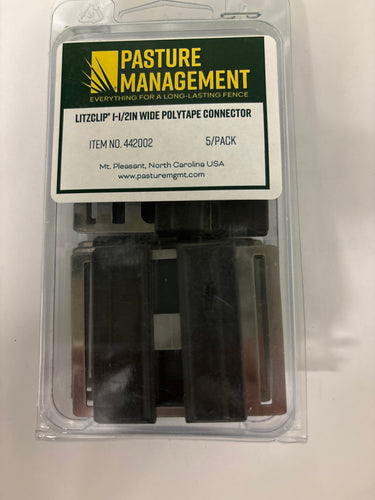 PASTURE
MANAGEMENT
EVERYTHING FOR A LONG-LASTING FENCE
LITZCLIP® 1-1/2IN WIDE POLYTAPE CONNECTOR
ITEM NO. 442002 5/PACK
Mt. Pleasant, North Carolina USA
www.pasturemgmt.com